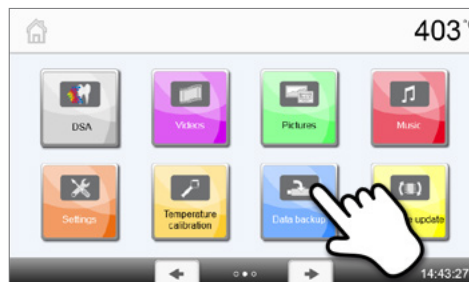 403°
DSA
Videos
Pictures
Music
Settings
Temperature
calibration
Data backup
update
14:43:27